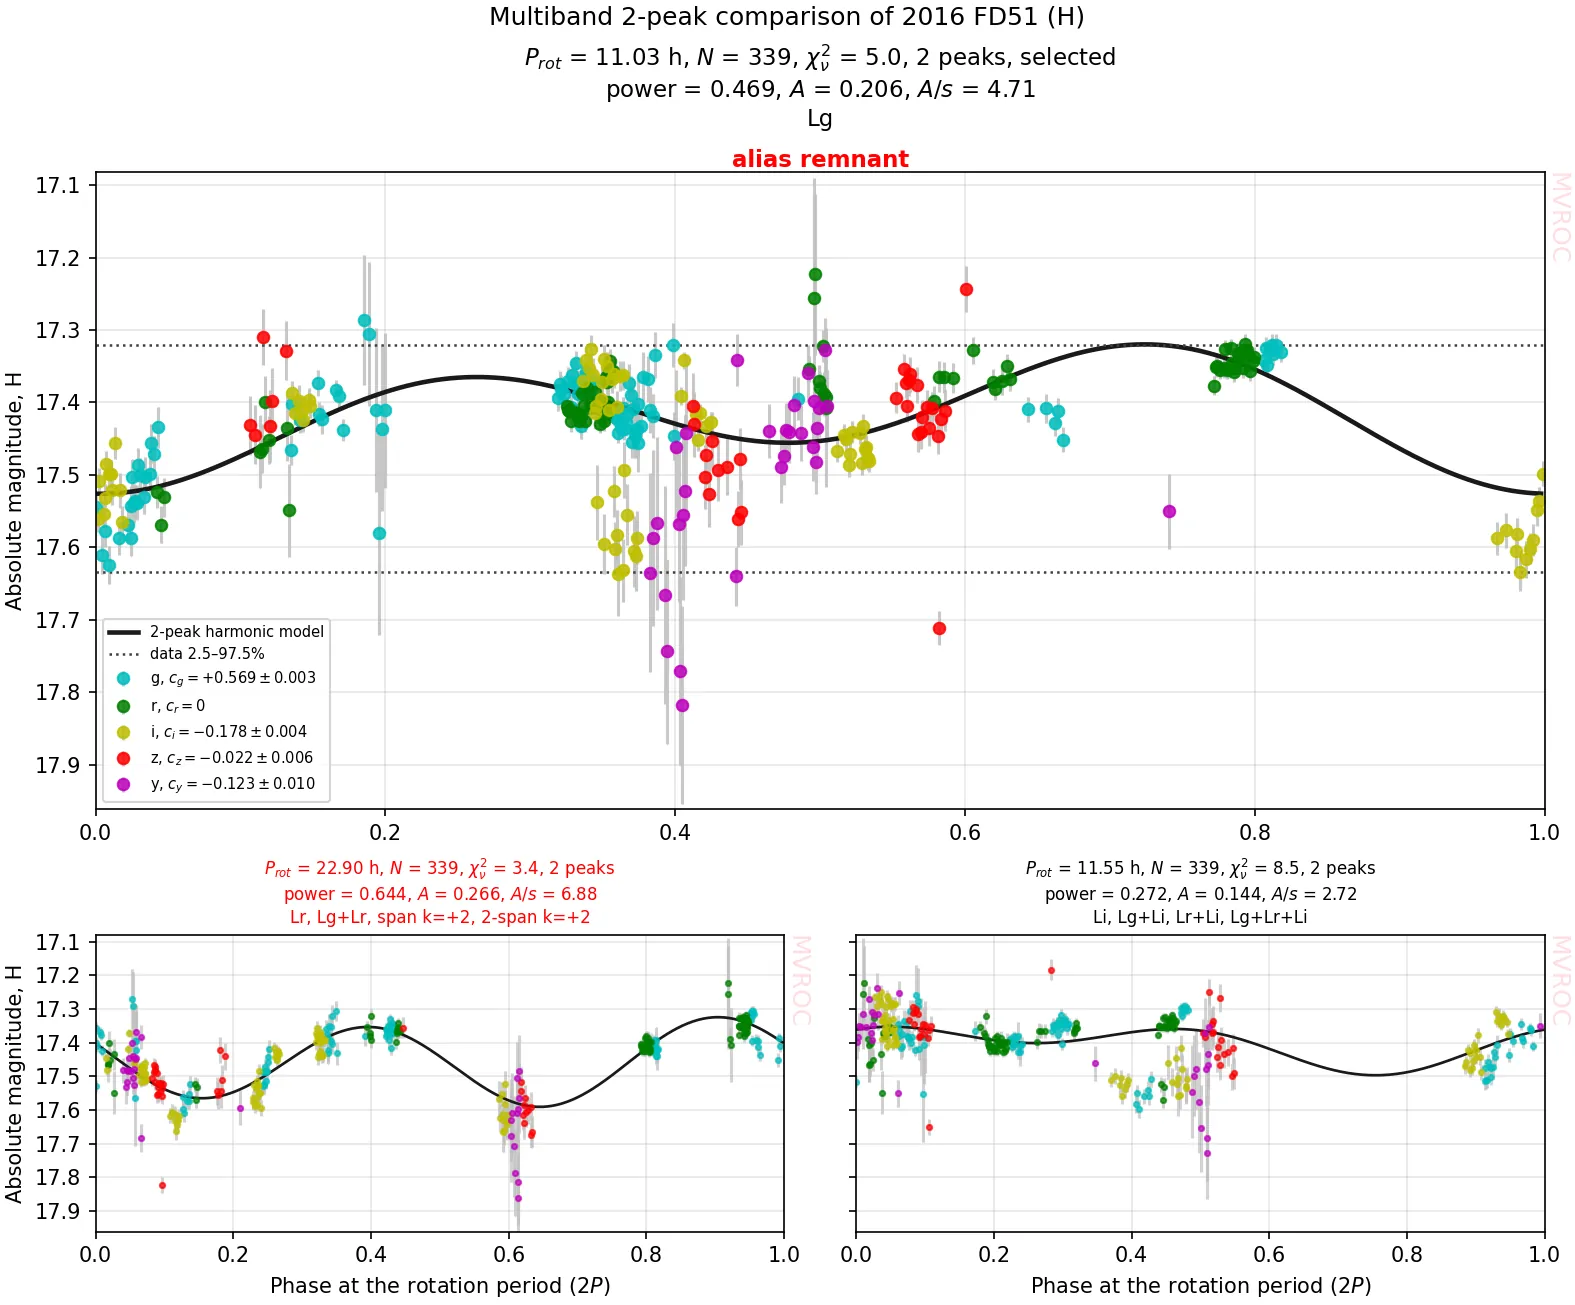 Multiband 2-peak comparison of 2016 FD51 (H)
P_rot = 11.03 h, N = 339, χ²_ν = 5.0, 2 peaks, selected
power = 0.469, A = 0.206, A/s = 4.71
Lg
alias remnant
MVROC
Absolute magnitude, H
17.1
17.2
17.3
17.4
17.5
17.6
17.7
17.8
17.9
2-peak harmonic model
data 2.5–97.5%
g, c_g = +0.569 ± 0.003
r, c_r = 0
i, c_i = −0.178 ± 0.004
z, c_z = −0.022 ± 0.006
y, c_y = −0.123 ± 0.010
0.0 0.2 0.4 0.6 0.8 1.0
P_rot = 22.90 h, N = 339, χ²_ν = 3.4, 2 peaks
power = 0.644, A = 0.266, A/s = 6.88
Lr, Lg+Lr, span k=+2, 2-span k=+2
MVROC
Absolute magnitude, H
17.1
17.2
17.3
17.4
17.5
17.6
17.7
17.8
17.9
0.0 0.2 0.4 0.6 0.8 1.0
Phase at the rotation period (2P)
P_rot = 11.55 h, N = 339, χ²_ν = 8.5, 2 peaks
power = 0.272, A = 0.144, A/s = 2.72
Li, Lg+Li, Lr+Li, Lg+Lr+Li
MVROC
0.0 0.2 0.4 0.6 0.8 1.0
Phase at the rotation period (2P)